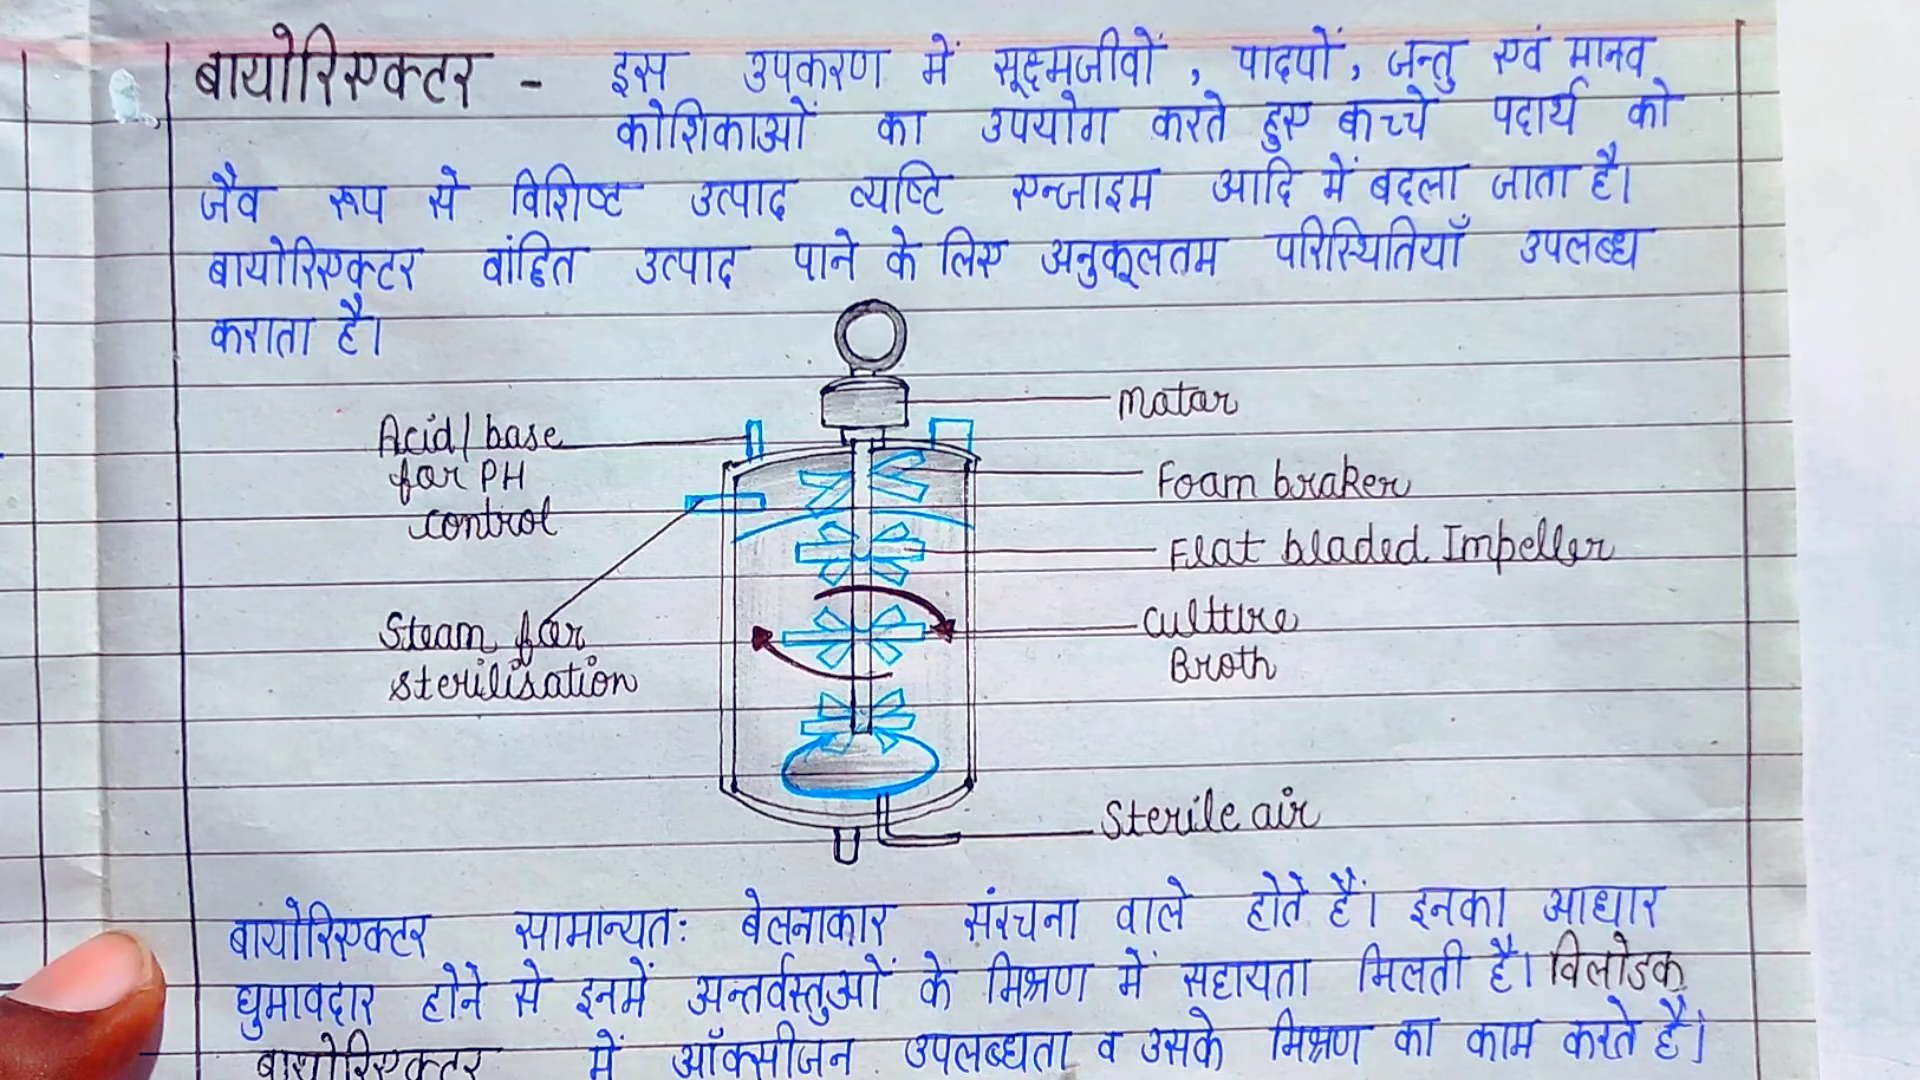 बायोरिएक्टर - इस उपकरण में सूक्ष्मजीवों, पादपों, जन्तु एवं मानव
कोशिकाओं का उपयोग करते हुए कच्चे पदार्थ को
जैव रूप से विशिष्ट उत्पाद व्यष्टि एन्जाइम आदि में बदला जाता है।
बायोरिएक्टर वांछित उत्पाद पाने के लिए अनुकूलतम परिस्थितियाँ उपलब्ध
कराता है।
Motor
Acid/base
for PH
control
Foam braker
Flat bladed Impeller
Steam for
sterilisation
Culture
Broth
Sterile air
बायोरिएक्टर सामान्यत: बेलनाकार संरचना वाले होते हैं। इनका आधार
घुमावदार होने से इनमें अन्तर्वस्तुओं के मिश्रण में सहायता मिलती है। विलोडक
बायोरिएक्टर में ऑक्सीजन उपलब्धता व उसके मिश्रण का काम करते है।